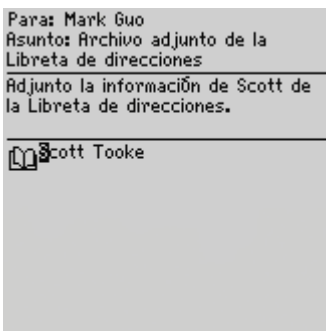 Para: Mark Guo
Asunto: Archivo adjunto de la
Libreta de direcciones
Adjunto la información de Scott de
la Libreta de direcciones.
Scott Tooke